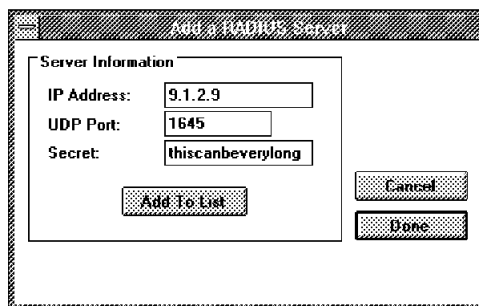 Add a RADIUS Server
Server Information
IP Address: 9.1.2.9
UDP Port: 1645
Secret: thiscanbeverylong
Add To List
Cancel
Done